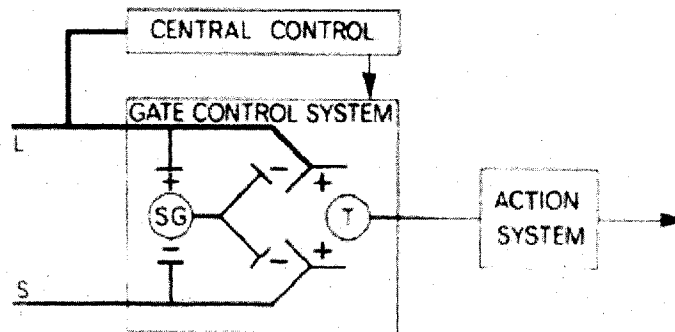 CENTRAL CONTROL
GATE CONTROL SYSTEM
L
+
-
+
SG
T
ACTION
SYSTEM
-
-
+
S